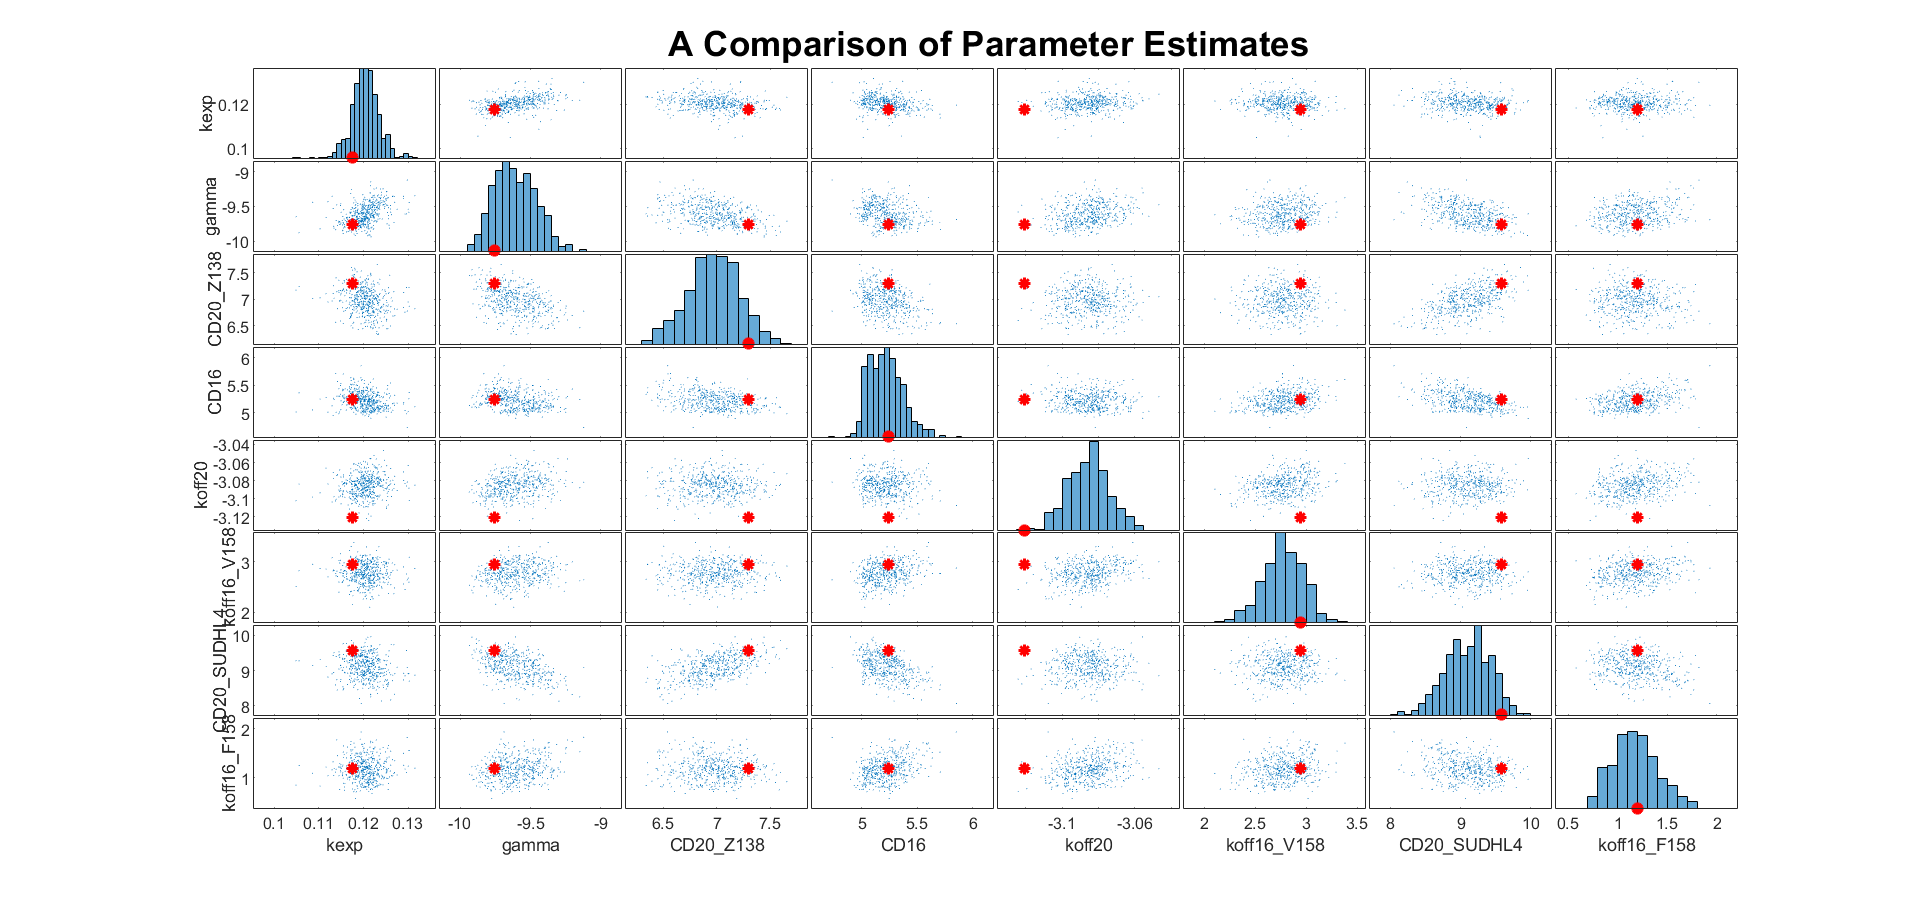 A Comparison of Parameter Estimates
kexp
0.12
0.1
gamma
-9
-9.5
-10
CD20_Z138
7.5
7
6.5
CD16
6
5.5
5
koff20
-3.04
-3.06
-3.08
-3.1
-3.12
koff16_V158
3
2
CD20_SUDHL4
10
9
8
koff16_F158
2
1
0.1 0.11 0.12 0.13 -10 -9.5 -9 6.5 7 7.5 5 5.5 6 -3.1 -3.06 2 2.5 3 3.5 8 9 10 0.5 1 1.5 2
kexp gamma CD20_Z138 CD16 koff20 koff16_V158 CD20_SUDHL4 koff16_F158